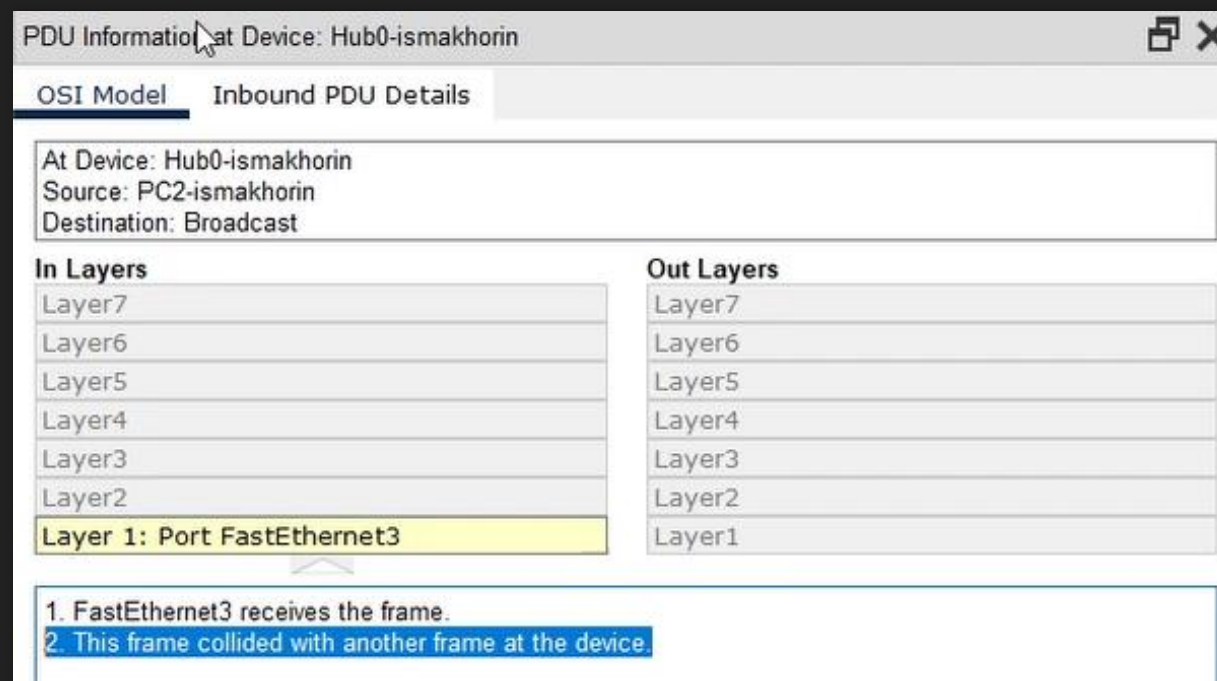 PDU Information at Device: Hub0-ismakhorin
OSI Model Inbound PDU Details
At Device: Hub0-ismakhorin
Source: PC2-ismakhorin
Destination: Broadcast
In Layers
Layer7
Layer6
Layer5
Layer4
Layer3
Layer2
Layer 1: Port FastEthernet3
Out Layers
Layer7
Layer6
Layer5
Layer4
Layer3
Layer2
Layer1
1. FastEthernet3 receives the frame.
2. This frame collided with another frame at the device.